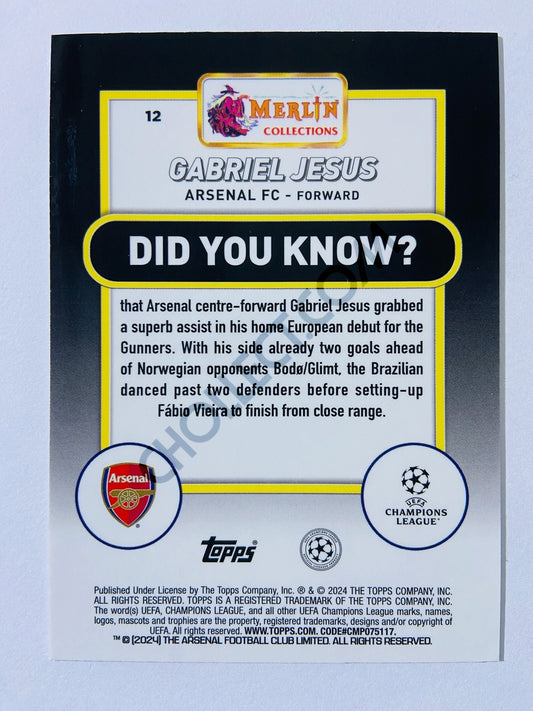 12
MERLIN
COLLECTIONS
GABRIEL JESUS
ARSENAL FC - FORWARD
DID YOU KNOW?
that Arsenal centre-forward Gabriel Jesus grabbed
a superb assist in his home European debut for the
Gunners. With his side already two goals ahead
of Norwegian opponents Bodø/Glimt, the Brazilian
danced past two defenders before setting-up
Fábio Vieira to finish from close range.
Arsenal
UEFA
CHAMPIONS
LEAGUE
CHOLLECT.COM
Topps
Published Under License by The Topps Company, Inc. ® & © 2024 THE TOPPS COMPANY, INC.
ALL RIGHTS RESERVED. TOPPS IS A REGISTERED TRADEMARK OF THE TOPPS COMPANY, INC.
The word(s) UEFA, CHAMPIONS LEAGUE, and all other UEFA Champions League marks, names,
logos, mascots and trophies are the property, registered trademarks, designs and/or copyright of
UEFA. All rights reserved. WWW.TOPPS.COM. CODE#CMP075117.
™ © (2024) THE ARSENAL FOOTBALL CLUB LIMITED. ALL RIGHTS RESERVED.